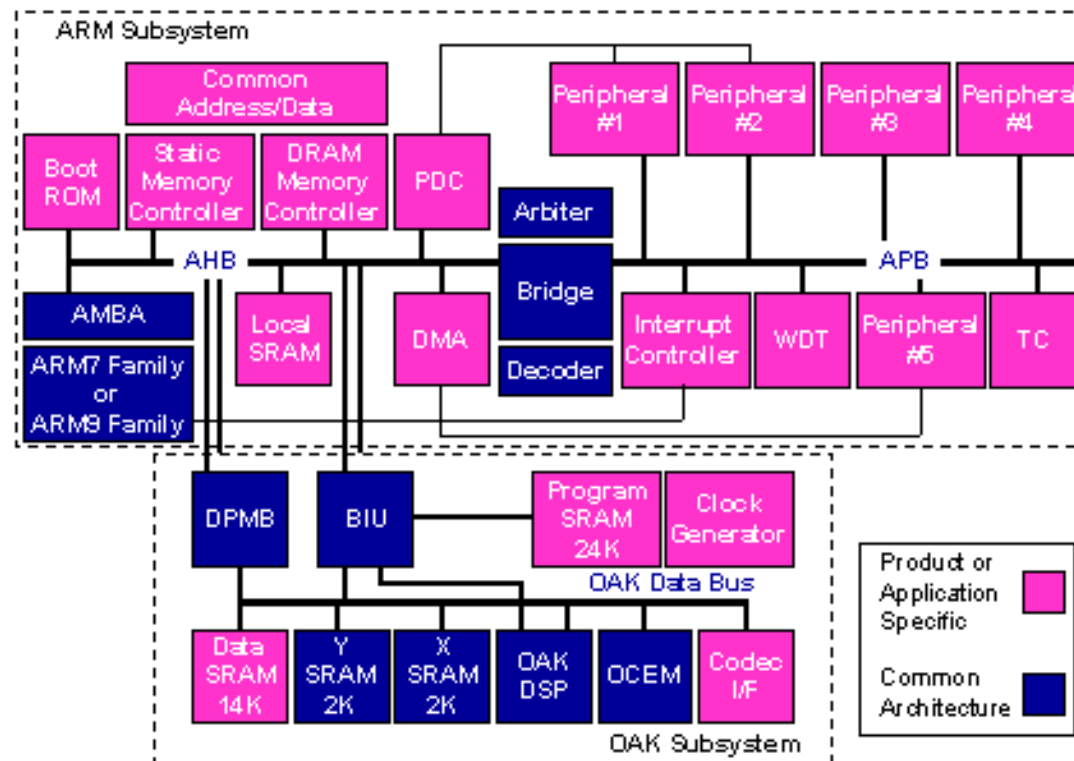 ARM Subsystem
Common
Address/Data
Peripheral
#1
Peripheral
#2
Peripheral
#3
Peripheral
#4
Boot
ROM
Static
Memory
Controller
DRAM
Memory
Controller
PDC
Arbiter
AHB
Bridge
APB
AMBA
Local
SRAM
DMA
Interrupt
Controller
WDT
Peripheral
#5
TC
Decoder
ARM7 Family
or
ARM9 Family
DPMB
BIU
Program
SRAM
24K
Clock
Generator
OAK Data Bus
Data
SRAM
14K
Y
SRAM
2K
X
SRAM
2K
OAK
DSP
OCEM
Codec
I/F
OAK Subsystem
Product or
Application
Specific
Common
Architecture